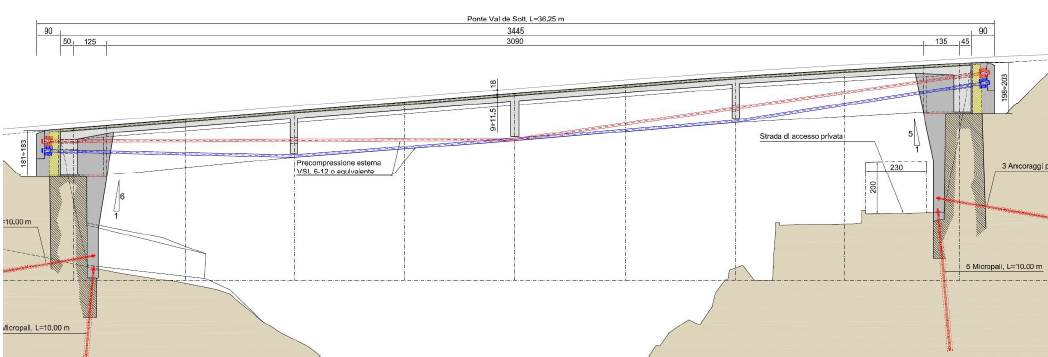 Ponte Val de Sott, L=36.25 m
90
3445
90
50
125
3090
135
45
9÷11.5
18
198÷203
181÷183
Precompressione esterna
VSL 6-12 o equivalente
Strada di accesso privata
230
200
5
1
6
1
3 Ancoraggi p
=10.00 m
Micropali, L=10.00 m
6 Micropali, L=10.00 m